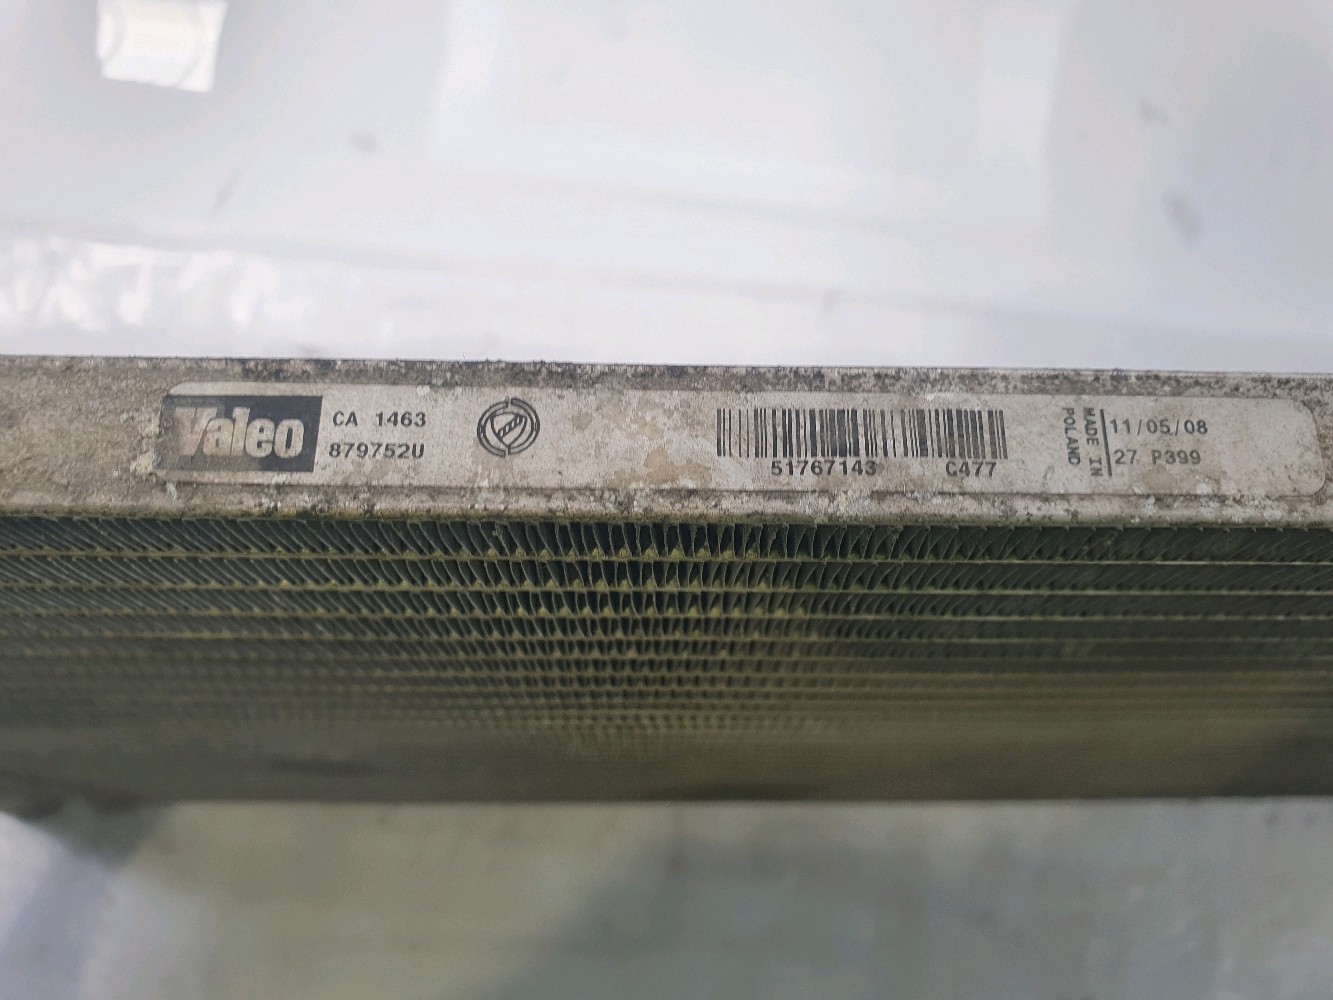 Valeo
CA 1463
879752U
51767143 C477
MADE IN
POLAND
11/05/08
27 P399